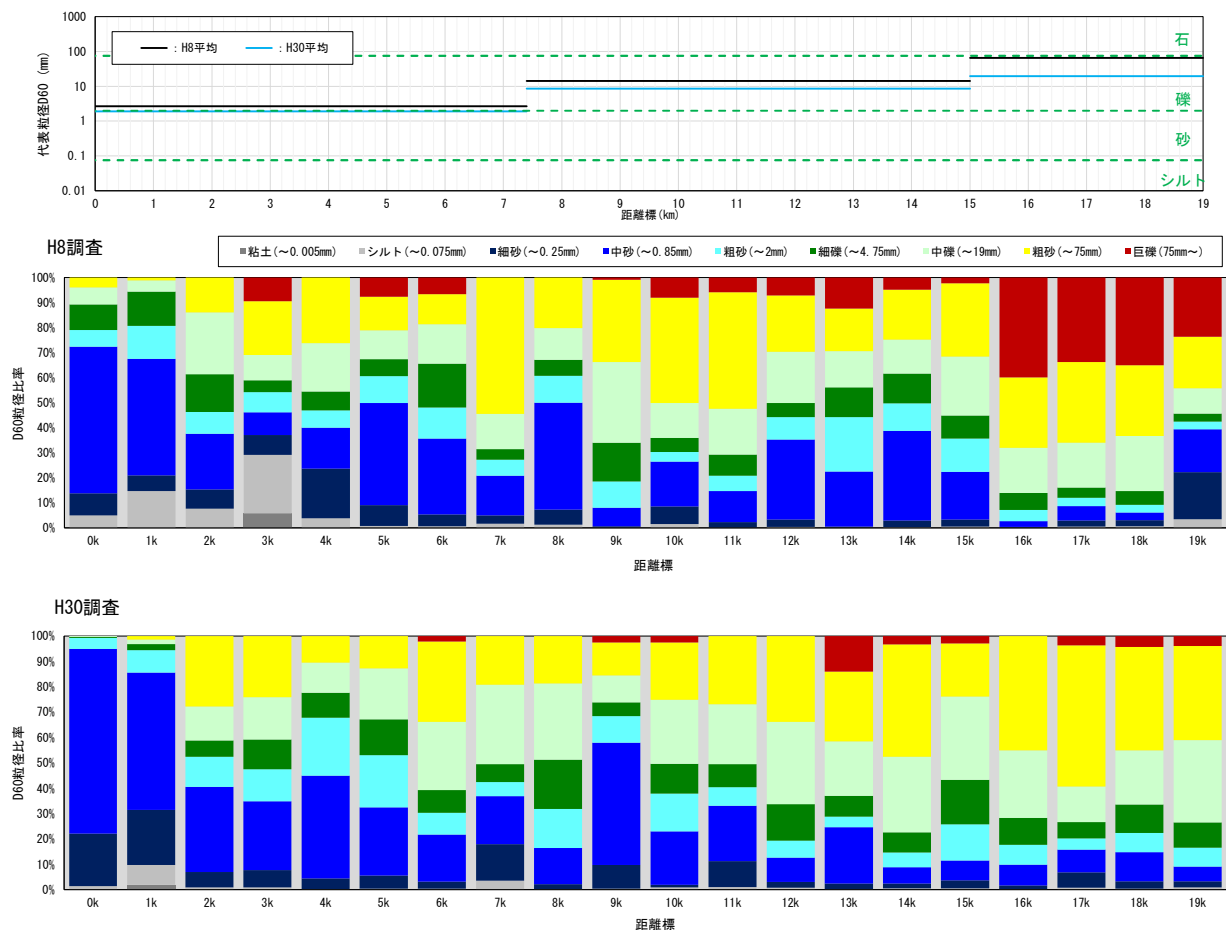 1000
100
10
1
0.1
0.01
代表粒径D60 (mm)
：H8平均
：H30平均
石
礫
砂
シルト
0 1 2 3 4 5 6 7 8 9 10 11 12 13 14 15 16 17 18 19
距離標(km)
H8調査
粘土(～0.005mm) シルト(～0.075mm) 細砂(～0.25mm) 中砂(～0.85mm) 粗砂(～2mm) 細礫(～4.75mm) 中礫(～19mm) 粗砂(～75mm) 巨礫(75mm～)
100%
90%
80%
70%
60%
50%
40%
30%
20%
10%
0%
D60粒径比率
0k 1k 2k 3k 4k 5k 6k 7k 8k 9k 10k 11k 12k 13k 14k 15k 16k 17k 18k 19k
距離標
H30調査
100%
90%
80%
70%
60%
50%
40%
30%
20%
10%
0%
D60粒径比率
0k 1k 2k 3k 4k 5k 6k 7k 8k 9k 10k 11k 12k 13k 14k 15k 16k 17k 18k 19k
距離標